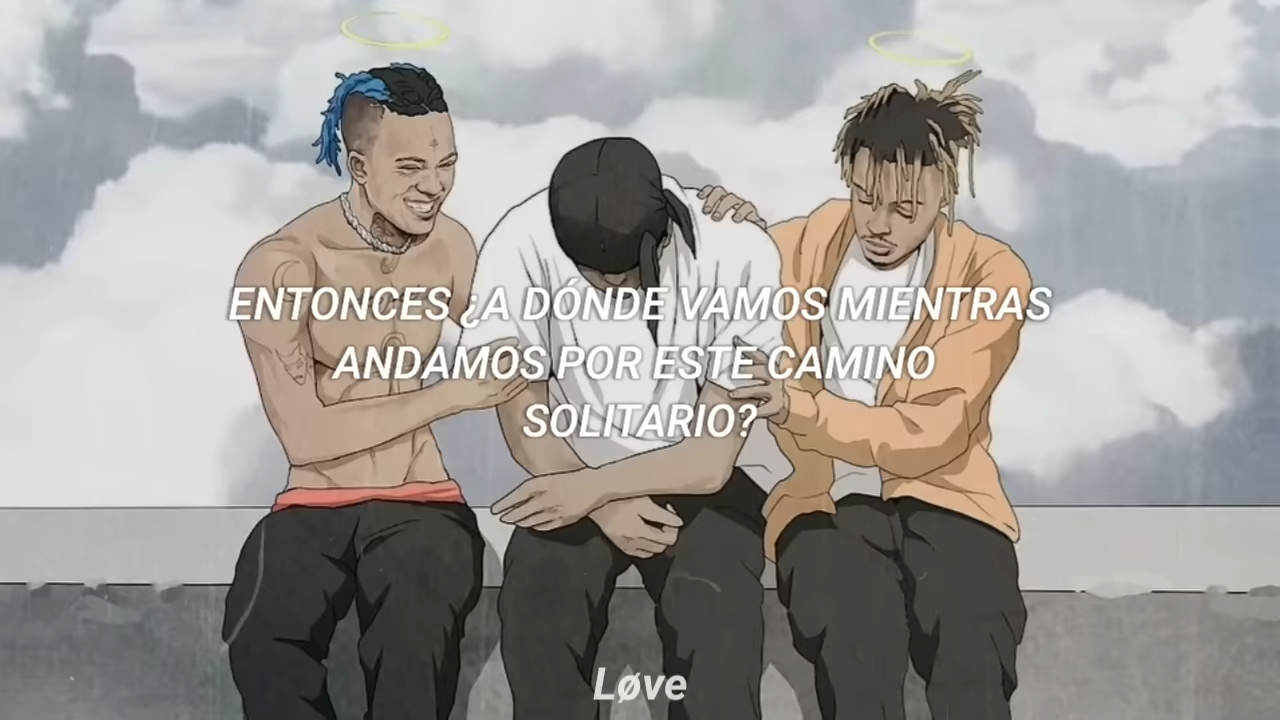 ENTONCES ¿A DÓNDE VAMOS MIENTRAS
ANDAMOS POR ESTE CAMINO
SOLITARIO?
Løve